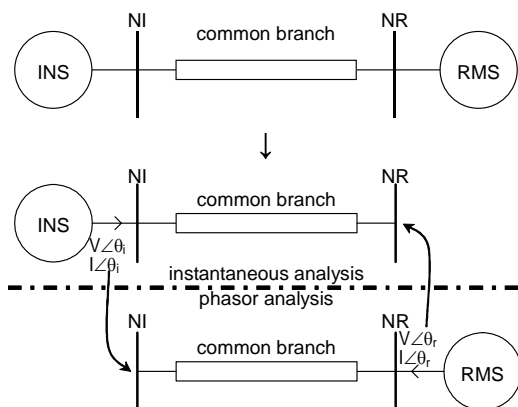 NI
NR
common branch
INS
RMS
↓
NI
NR
common branch
INS
V∠θi
I∠θi
instantaneous analysis
phasor analysis
NI
NR
common branch
V∠θr
I∠θr
RMS